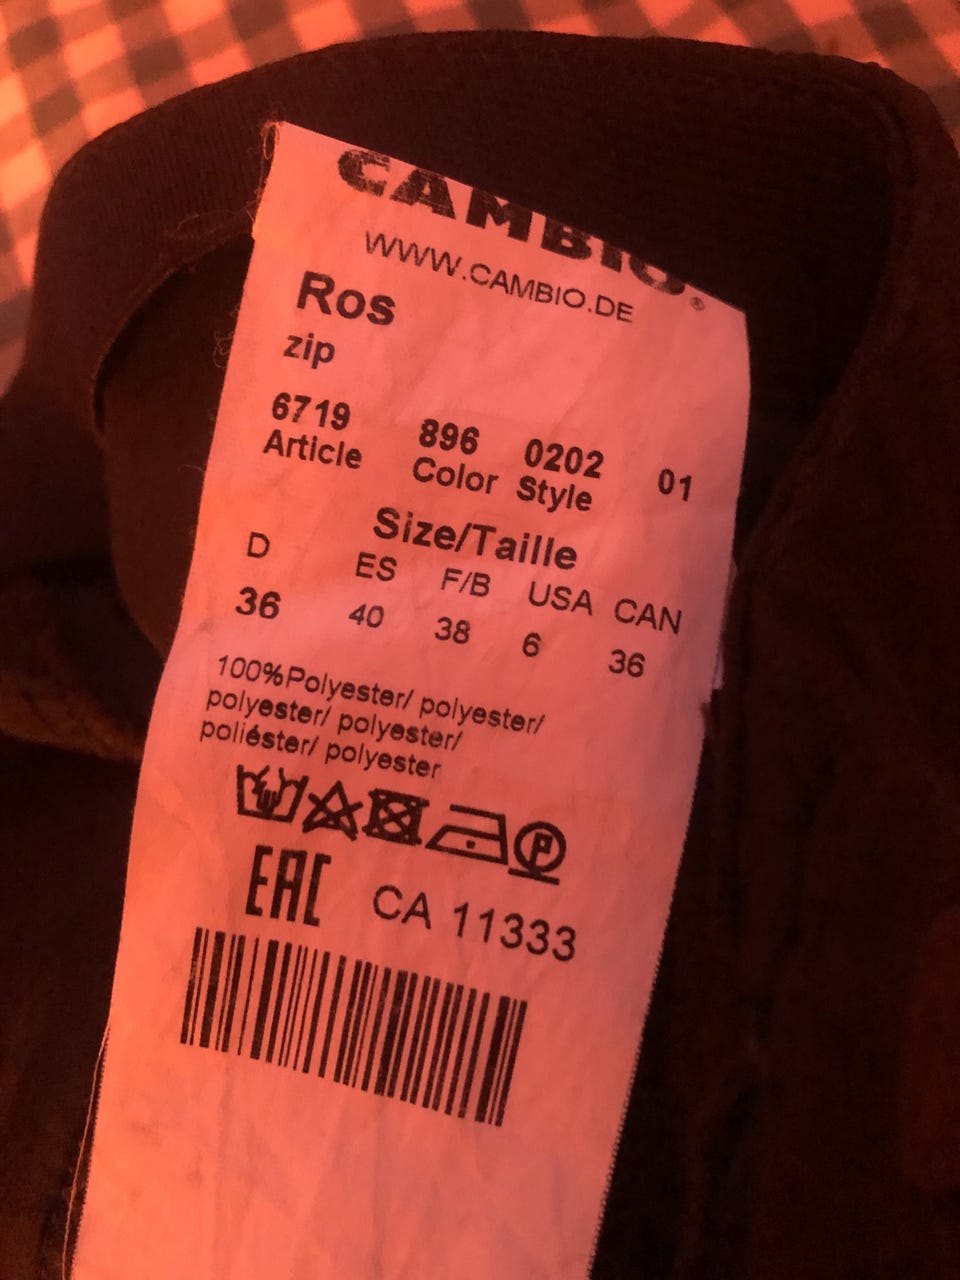 CAMBIO®
WWW.CAMBIO.DE
Ros
zip
6719 896 0202 01
Article Color Style
Size/Taille
D ES F/B USA CAN
36 40 38 6 36
100%Polyester/ polyester/
polyester/ polyester/
poliéster/ polyester
P
EAC CA 11333